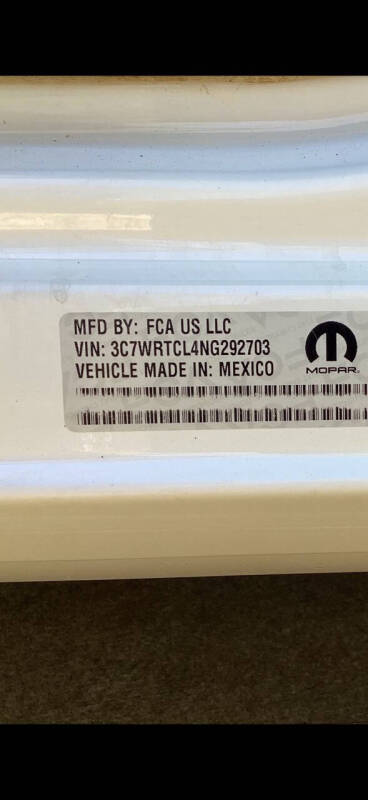 MFD BY: FCA US LLC
VIN: 3C7WRTCL4NG292703
VEHICLE MADE IN: MEXICO
MOPAR®